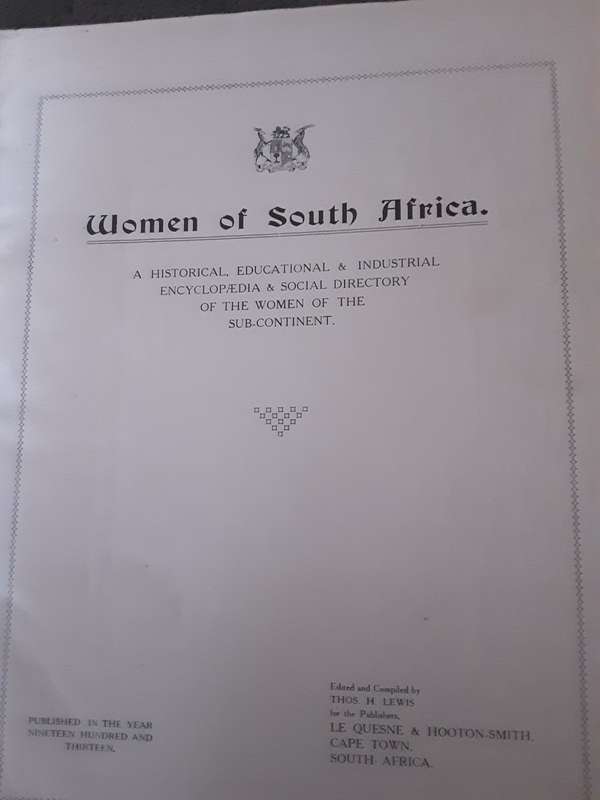 Women of South Africa.
A HISTORICAL, EDUCATIONAL & INDUSTRIAL
ENCYCLOPÆDIA & SOCIAL DIRECTORY
OF THE WOMEN OF THE
SUB-CONTINENT.
PUBLISHED IN THE YEAR
NINETEEN HUNDRED AND
THIRTEEN.
Edited and Compiled by
THOS. H. LEWIS
for the Publishers,
LE QUESNE & HOOTON-SMITH,
CAPE TOWN,
SOUTH AFRICA.